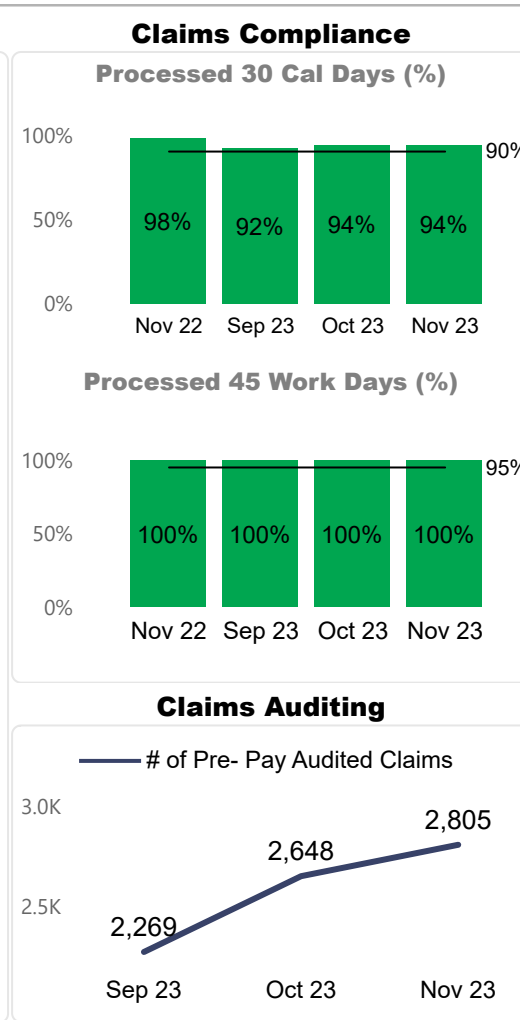 Claims Compliance
Processed 30 Cal Days (%)
100%
90%
50%
98%
92%
94%
94%
0%
Nov 22 Sep 23 Oct 23 Nov 23
Processed 45 Work Days (%)
100%
95%
50%
100%
100%
100%
100%
0%
Nov 22 Sep 23 Oct 23 Nov 23
Claims Auditing
# of Pre- Pay Audited Claims
3.0K
2,805
2,648
2.5K
2,269
Sep 23 Oct 23 Nov 23